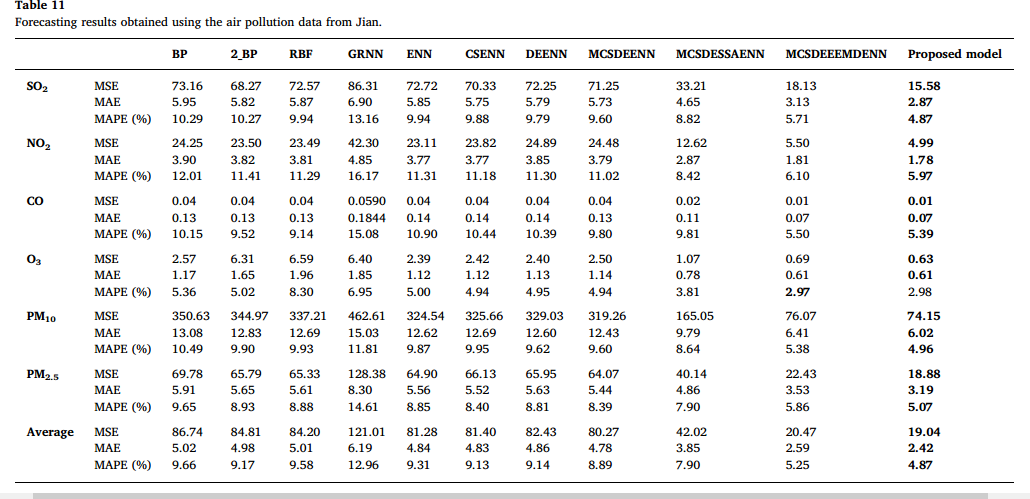 Table 11
Forecasting results obtained using the air pollution data from Jian.
BP 2_BP RBF GRNN ENN CSENN DEENN MCSDEENN MCSDESSAENN MCSDEEEMDENN Proposed model
SO₂ MSE 73.16 68.27 72.57 86.31 72.72 70.33 72.25 71.25 33.21 18.13 15.58
MAE 5.95 5.82 5.87 6.90 5.85 5.75 5.79 5.73 4.65 3.13 2.87
MAPE (%) 10.29 10.27 9.94 13.16 9.94 9.88 9.79 9.60 8.82 5.71 4.87
NO₂ MSE 24.25 23.50 23.49 42.30 23.11 23.82 24.89 24.48 12.62 5.50 4.99
MAE 3.90 3.82 3.81 4.85 3.77 3.77 3.85 3.79 2.87 1.81 1.78
MAPE (%) 12.01 11.41 11.29 16.17 11.31 11.18 11.30 11.02 8.42 6.10 5.97
CO MSE 0.04 0.04 0.04 0.0590 0.04 0.04 0.04 0.04 0.02 0.01 0.01
MAE 0.13 0.13 0.13 0.1844 0.14 0.14 0.14 0.13 0.11 0.07 0.07
MAPE (%) 10.15 9.52 9.14 15.08 10.90 10.44 10.39 9.80 9.81 5.50 5.39
O₃ MSE 2.57 6.31 6.59 6.40 2.39 2.42 2.40 2.50 1.07 0.69 0.63
MAE 1.17 1.65 1.96 1.85 1.12 1.12 1.13 1.14 0.78 0.61 0.61
MAPE (%) 5.36 5.02 8.30 6.95 5.00 4.94 4.95 4.94 3.81 2.97 2.98
PM₁₀ MSE 350.63 344.97 337.21 462.61 324.54 325.66 329.03 319.26 165.05 76.07 74.15
MAE 13.08 12.83 12.69 15.03 12.62 12.69 12.60 12.43 9.79 6.41 6.02
MAPE (%) 10.49 9.90 9.93 11.81 9.87 9.95 9.62 9.60 8.64 5.38 4.96
PM₂.₅ MSE 69.78 65.79 65.33 128.38 64.90 66.13 65.95 64.07 40.14 22.43 18.88
MAE 5.91 5.65 5.61 8.30 5.56 5.52 5.63 5.44 4.86 3.53 3.19
MAPE (%) 9.65 8.93 8.88 14.61 8.85 8.40 8.81 8.39 7.90 5.86 5.07
Average MSE 86.74 84.81 84.20 121.01 81.28 81.40 82.43 80.27 42.02 20.47 19.04
MAE 5.02 4.98 5.01 6.19 4.84 4.83 4.86 4.78 3.85 2.59 2.42
MAPE (%) 9.66 9.17 9.58 12.96 9.31 9.13 9.14 8.89 7.90 5.25 4.87